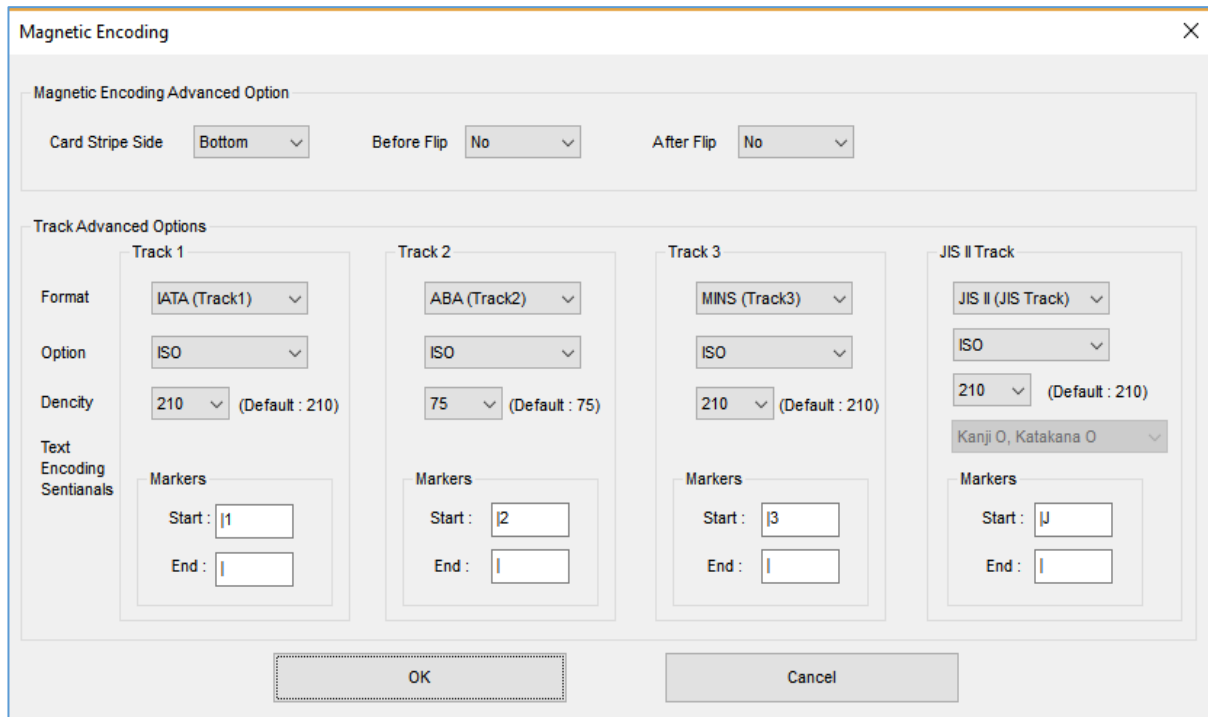 Magnetic Encoding
Magnetic Encoding Advanced Option
Card Stripe Side Bottom Before Flip No After Flip No
Track Advanced Options
Track 1 Track 2 Track 3 JIS II Track
Format IATA (Track1) ABA (Track2) MINS (Track3) JIS II (JIS Track)
Option ISO ISO ISO ISO
Dencity 210 (Default : 210) 75 (Default : 75) 210 (Default : 210) 210 (Default : 210)
Kanji O, Katakana O
Text
Encoding
Sentianals
Markers Markers Markers Markers
Start : |1 Start : |2 Start : |3 Start : |J
End : | End : | End : | End : |
OK Cancel